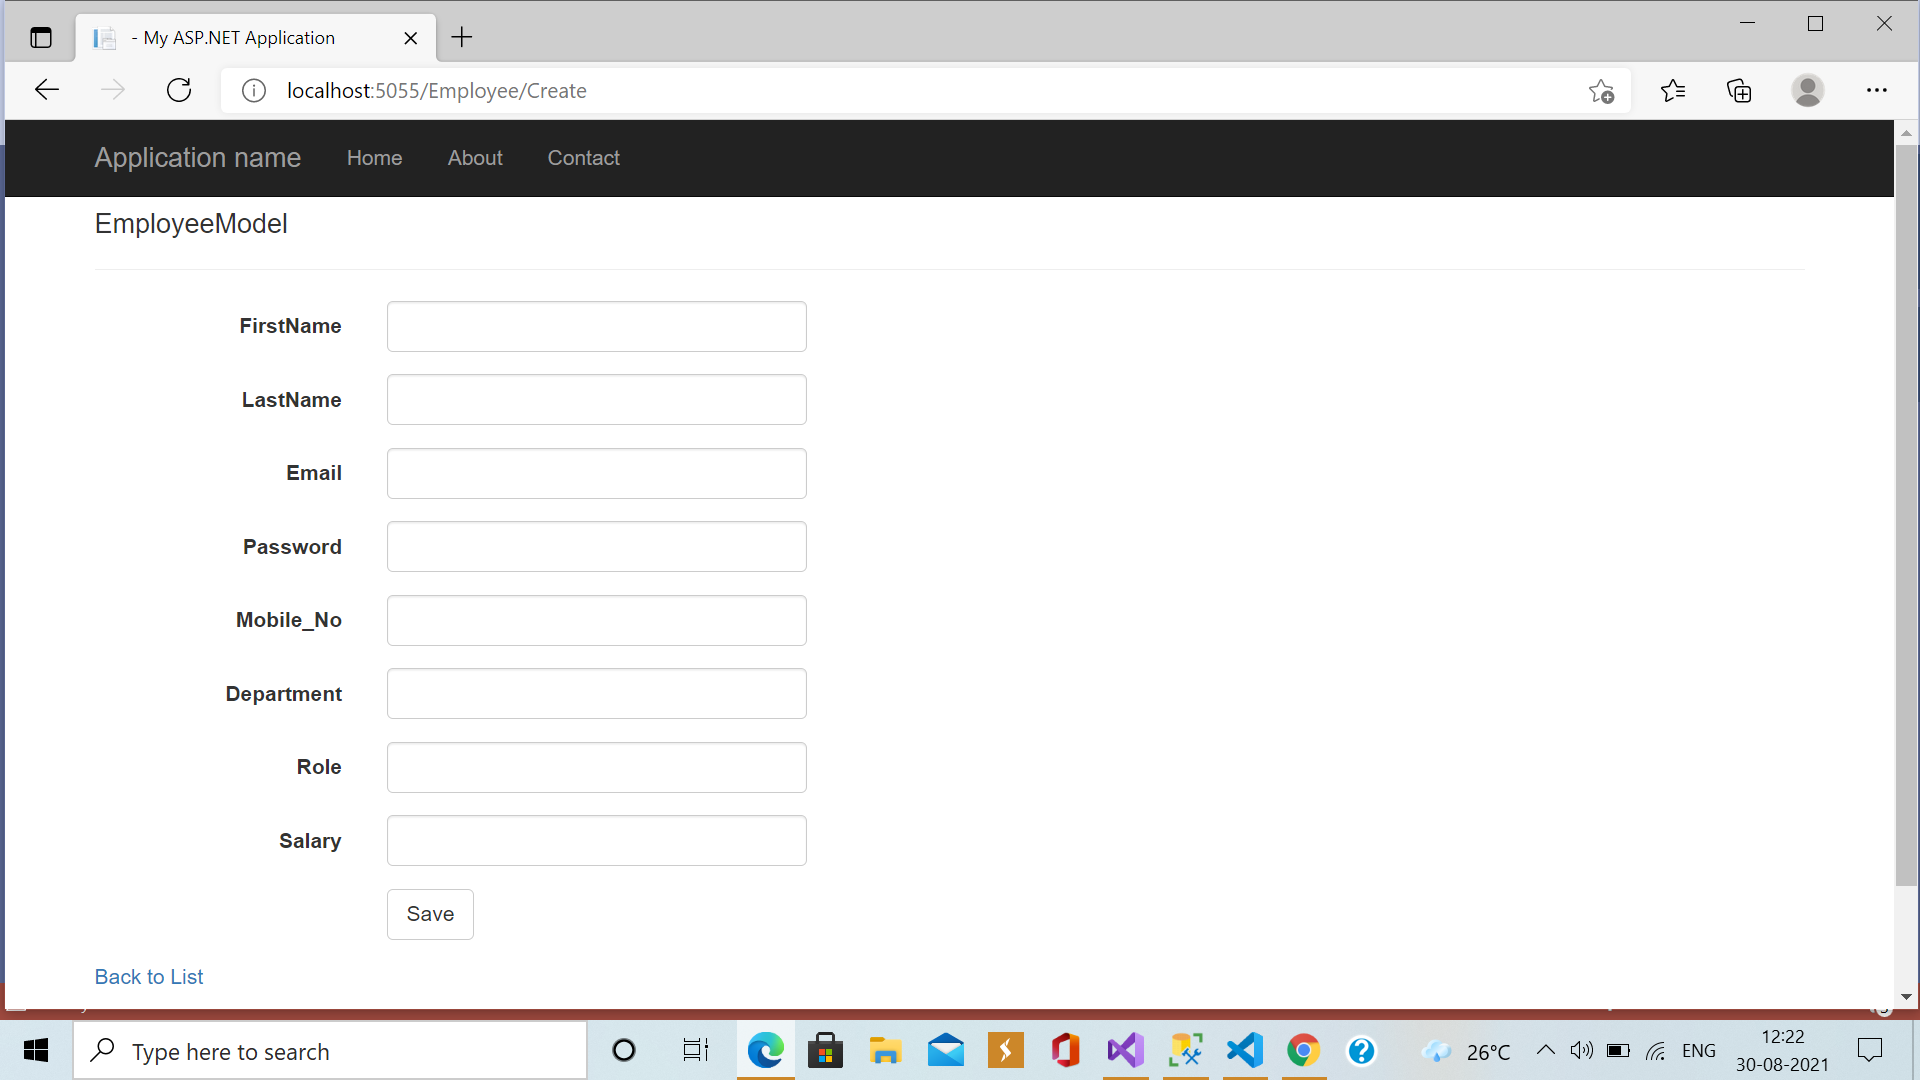 - My ASP.NET Application
localhost:5055/Employee/Create
Application name Home About Contact
EmployeeModel
FirstName
LastName
Email
Password
Mobile_No
Department
Role
Salary
Save
Back to List
Type here to search
26°C
ENG
12:22
30-08-2021